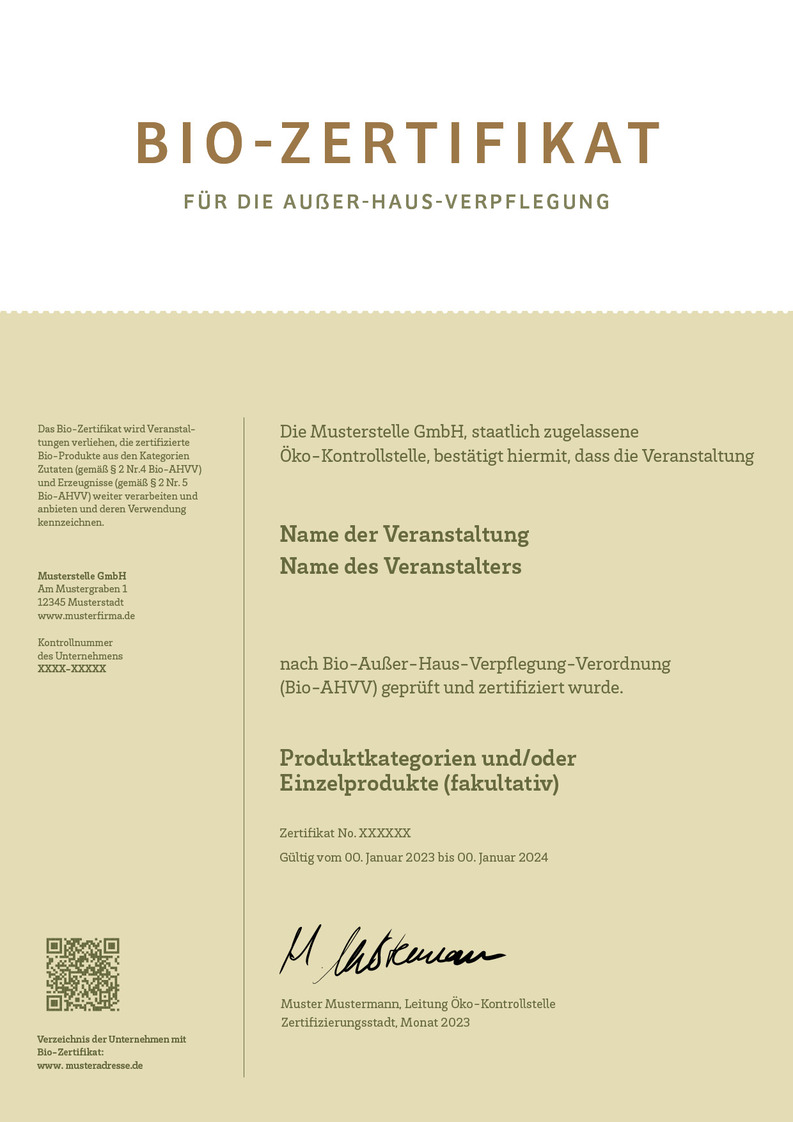 BIO-ZERTIFIKAT
FÜR DIE AUẞER-HAUS-VERPFLEGUNG
Das Bio-Zertifikat wird Veranstal-
tungen verliehen, die zertifizierte
Bio-Produkte aus den Kategorien
Zutaten (gemäß § 2 Nr.4 Bio-AHVV)
und Erzeugnisse (gemäß § 2 Nr. 5
Bio-AHVV) weiter verarbeiten und
anbieten und deren Verwendung
kennzeichnen.
Musterstelle GmbH
Am Mustergraben 1
12345 Musterstadt
www.musterfirma.de
Kontrollnummer
des Unternehmens
XXXX-XXXXX
Verzeichnis der Unternehmen mit
Bio-Zertifikat:
www. musteradresse.de
Die Musterstelle GmbH, staatlich zugelassene
Öko-Kontrollstelle, bestätigt hiermit, dass die Veranstaltung
Name der Veranstaltung
Name des Veranstalters
nach Bio-Außer-Haus-Verpflegung-Verordnung
(Bio-AHVV) geprüft und zertifiziert wurde.
Produktkategorien und/oder
Einzelprodukte (fakultativ)
Zertifikat No. XXXXXX
Gültig vom 00. Januar 2023 bis 00. Januar 2024
M. Mustermann
Muster Mustermann, Leitung Öko-Kontrollstelle
Zertifizierungsstadt, Monat 2023